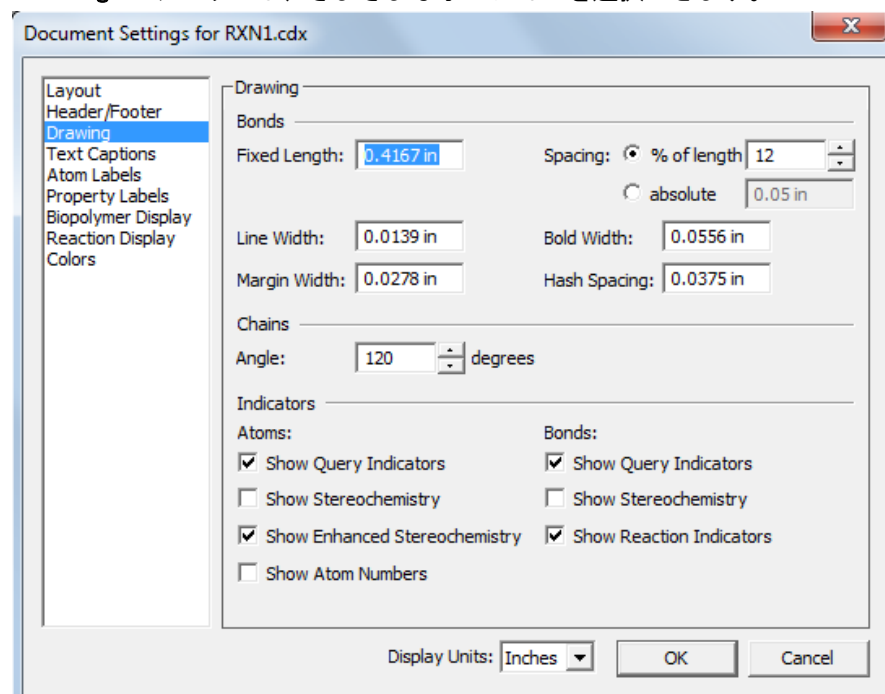 Document Settings for RXN1.cdx
Layout
Header/Footer
Drawing
Text Captions
Atom Labels
Property Labels
Biopolymer Display
Reaction Display
Colors
Drawing
Bonds
Fixed Length: 0.4167 in Spacing: % of length 12
absolute 0.05 in
Line Width: 0.0139 in Bold Width: 0.0556 in
Margin Width: 0.0278 in Hash Spacing: 0.0375 in
Chains
Angle: 120 degrees
Indicators
Atoms: Bonds:
Show Query Indicators Show Query Indicators
Show Stereochemistry Show Stereochemistry
Show Enhanced Stereochemistry Show Reaction Indicators
Show Atom Numbers
Display Units: Inches OK Cancel